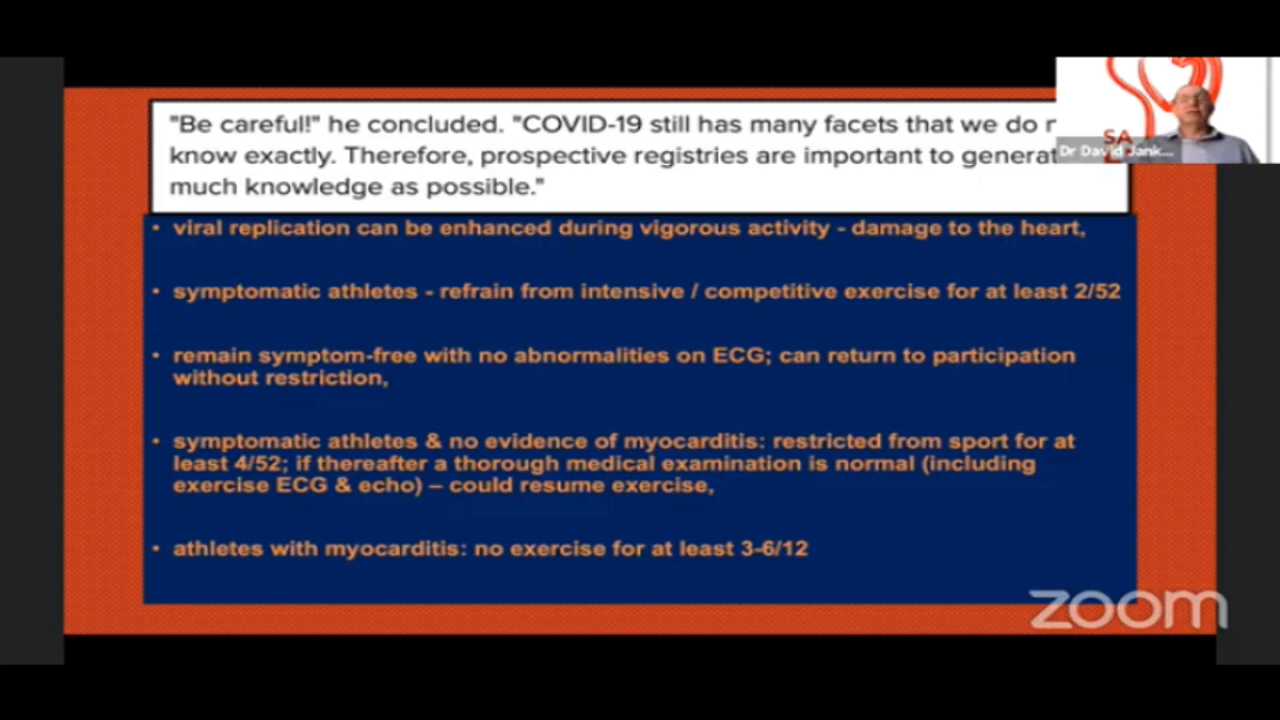 "Be careful!" he concluded. "COVID-19 still has many facets that we do
know exactly. Therefore, prospective registries are important to
much knowledge as possible."
SA
Dr David Jank...
• viral replication can be enhanced during vigorous activity - damage to the heart,
• symptomatic athletes - refrain from intensive / competitive exercise for at least 2/52
• remain symptom-free with no abnormalities on ECG; can return to participation
without restriction,
• symptomatic athletes & no evidence of myocarditis: restricted from sport for at
least 4/52; if thereafter a thorough medical examination is normal (including
exercise ECG & echo) – could resume exercise,
• athletes with myocarditis: no exercise for at least 3-6/12
zoom